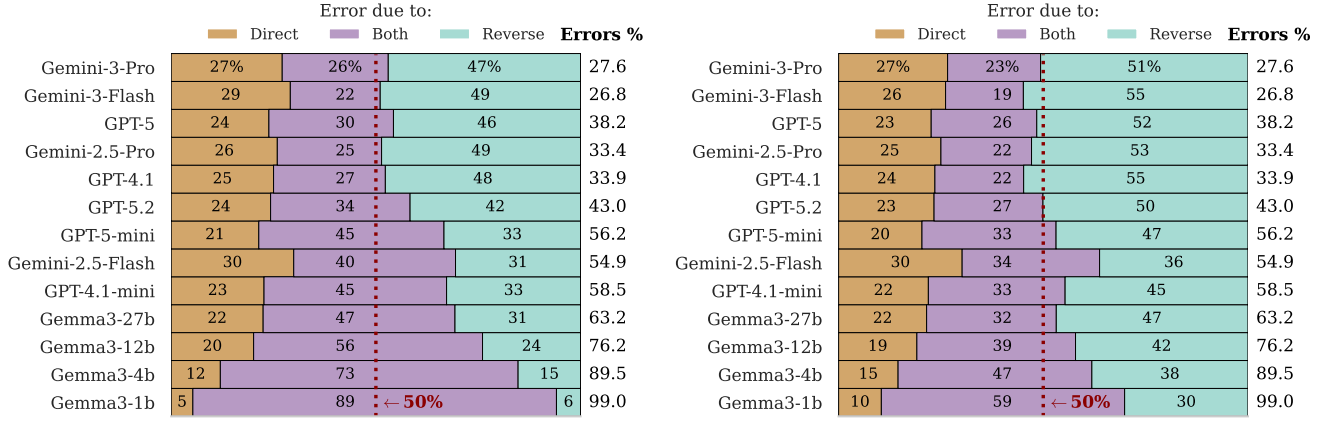 Error due to:
Direct Both Reverse Errors %
Gemini-3-Pro 27% 26% 47% 27.6
Gemini-3-Flash 29 22 49 26.8
GPT-5 24 30 46 38.2
Gemini-2.5-Pro 26 25 49 33.4
GPT-4.1 25 27 48 33.9
GPT-5.2 24 34 42 43.0
GPT-5-mini 21 45 33 56.2
Gemini-2.5-Flash 30 40 31 54.9
GPT-4.1-mini 23 45 33 58.5
Gemma3-27b 22 47 31 63.2
Gemma3-12b 20 56 24 76.2
Gemma3-4b 12 73 15 89.5
Gemma3-1b 5 89 ←50% 6 99.0
Error due to:
Direct Both Reverse Errors %
Gemini-3-Pro 27% 23% 51% 27.6
Gemini-3-Flash 26 19 55 26.8
GPT-5 23 26 52 38.2
Gemini-2.5-Pro 25 22 53 33.4
GPT-4.1 24 22 55 33.9
GPT-5.2 23 27 50 43.0
GPT-5-mini 20 33 47 56.2
Gemini-2.5-Flash 30 34 36 54.9
GPT-4.1-mini 22 33 45 58.5
Gemma3-27b 22 32 47 63.2
Gemma3-12b 19 39 42 76.2
Gemma3-4b 15 47 38 89.5
Gemma3-1b 10 59 ←50% 30 99.0